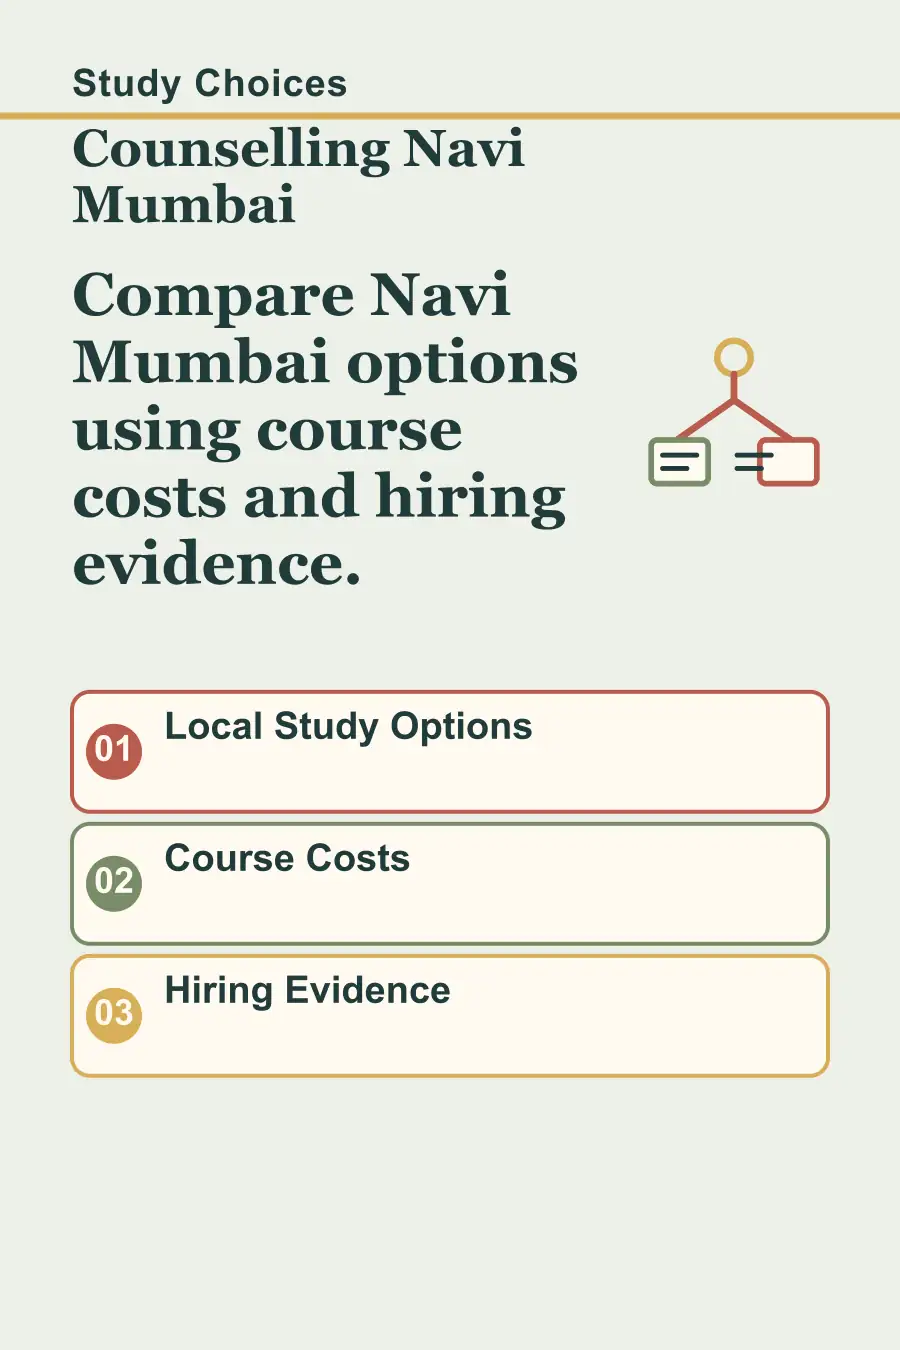 Study Choices
Counselling Navi
Mumbai
Compare Navi
Mumbai options
using course
costs and hiring
evidence.
01
Local Study Options
02
Course Costs
03
Hiring Evidence